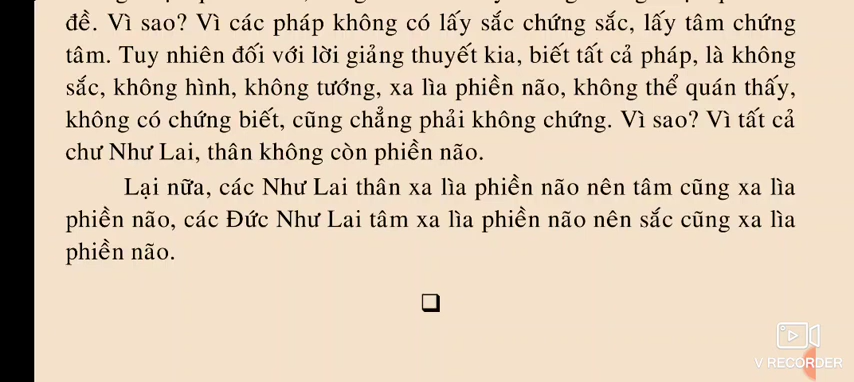 đề. Vì sao? Vì các pháp không có lấy sắc chứng sắc, lấy tâm chứng
tâm. Tuy nhiên đối với lời giảng thuyết kia, biết tất cả pháp, là không
sắc, không hình, không tướng, xa lìa phiền não, không thể quán thấy,
không có chứng biết, cũng chẳng phải không chứng. Vì sao? Vì tất cả
chư Như Lai, thân không còn phiền não.
Lại nữa, các Như Lai thân xa lìa phiền não nên tâm cũng xa lìa
phiền não, các Đức Như Lai tâm xa lìa phiền não nên sắc cũng xa lìa
phiền não.
V RECORDER